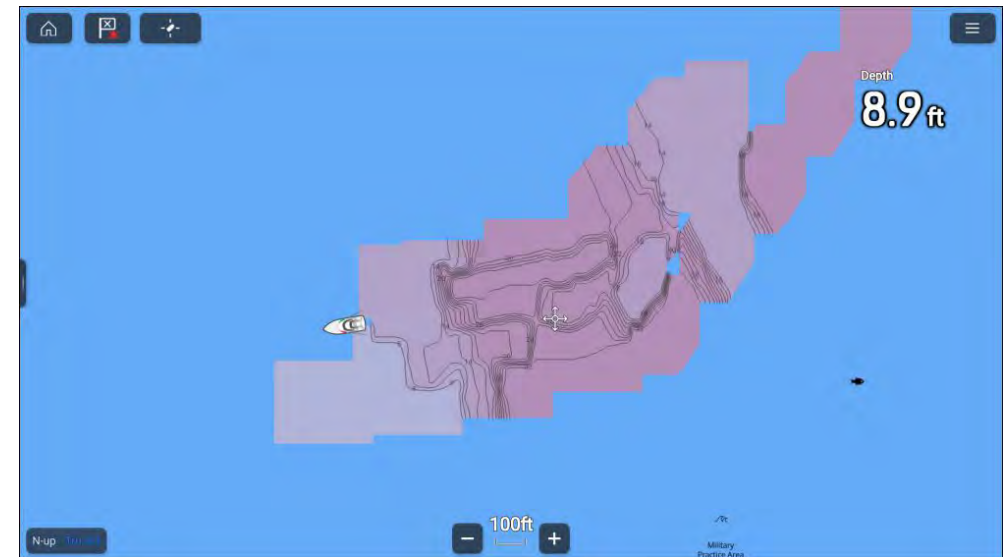 Depth
8.9 ft
100ft
N-up
Military
Practice Area